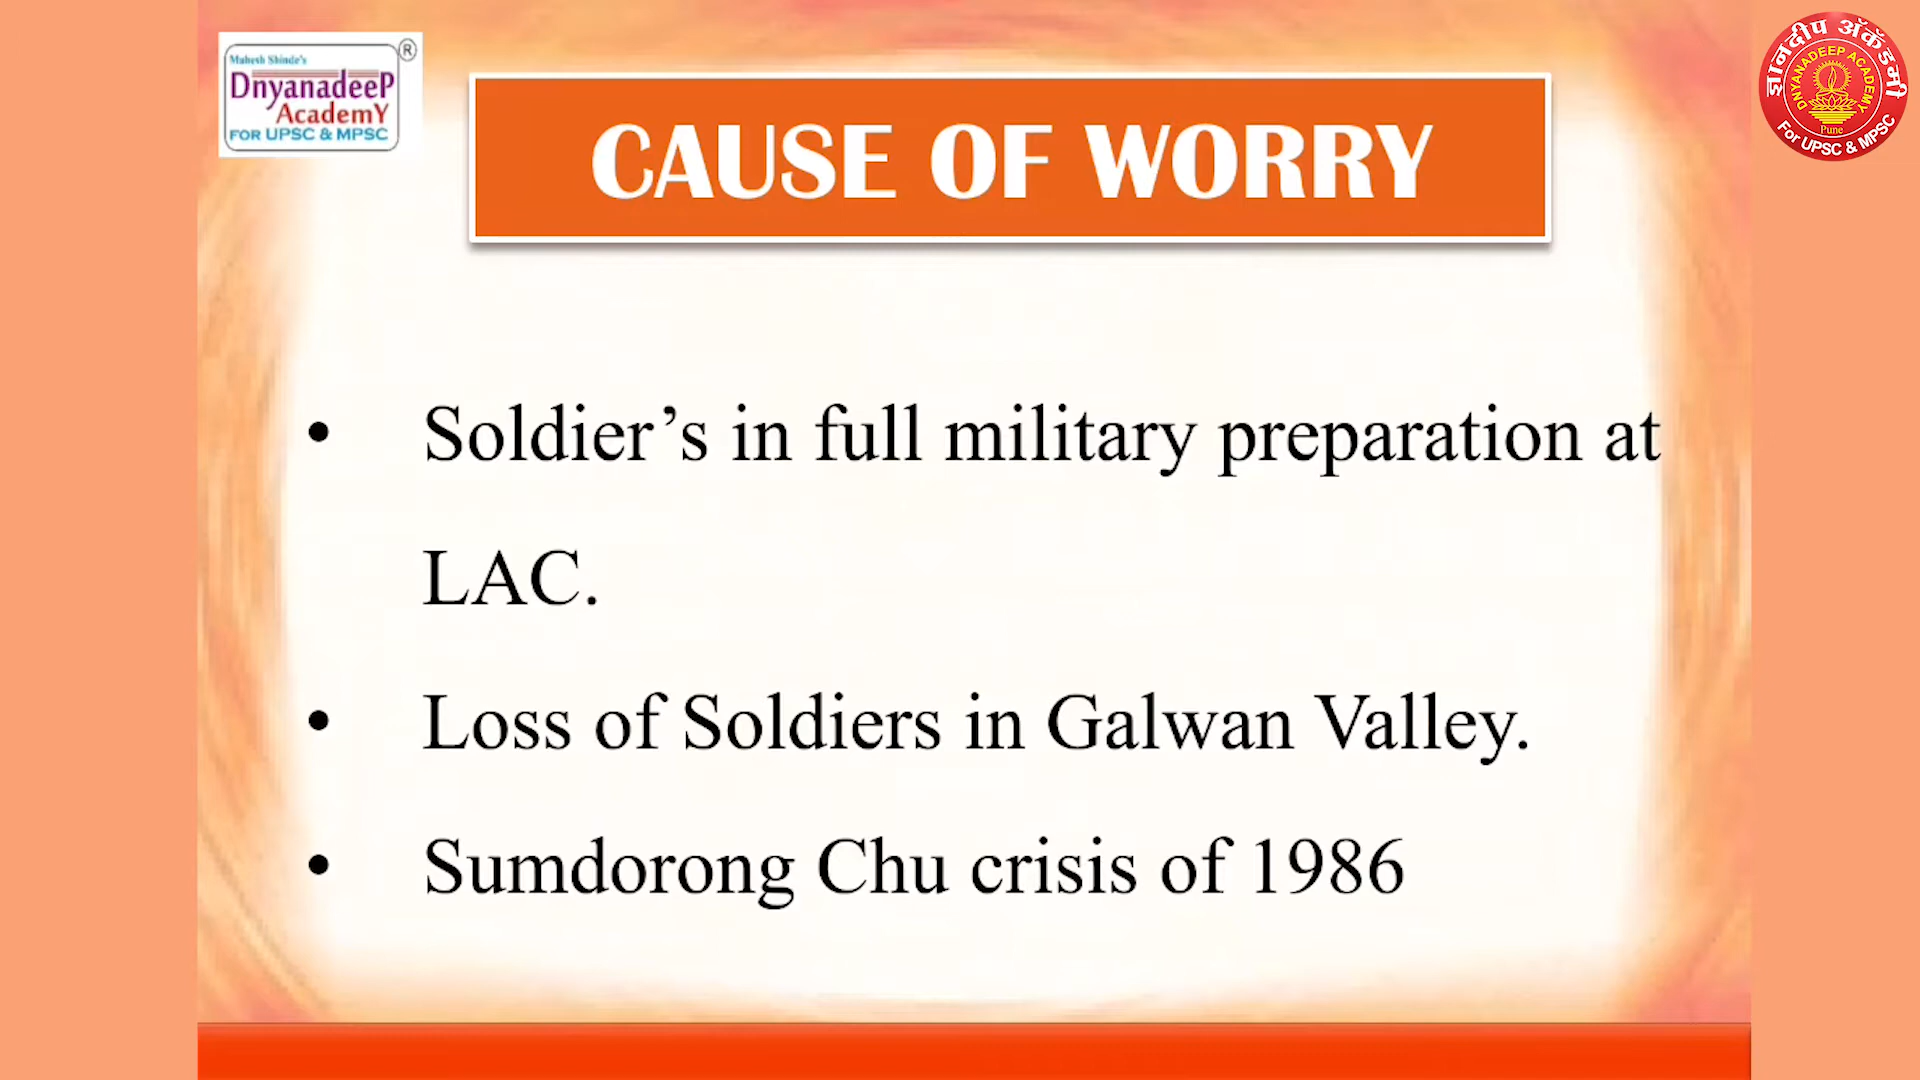 Mahesh Shinde's
DnyanadeeP
AcademY
FOR UPSC & MPSC
®
CAUSE OF WORRY
ज्ञानदीप अ‍ॅकॅडमी
DNYANADEEP ACADEMY
Pune
For UPSC & MPSC
• Soldier’s in full military preparation at
LAC.
• Loss of Soldiers in Galwan Valley.
• Sumdorong Chu crisis of 1986